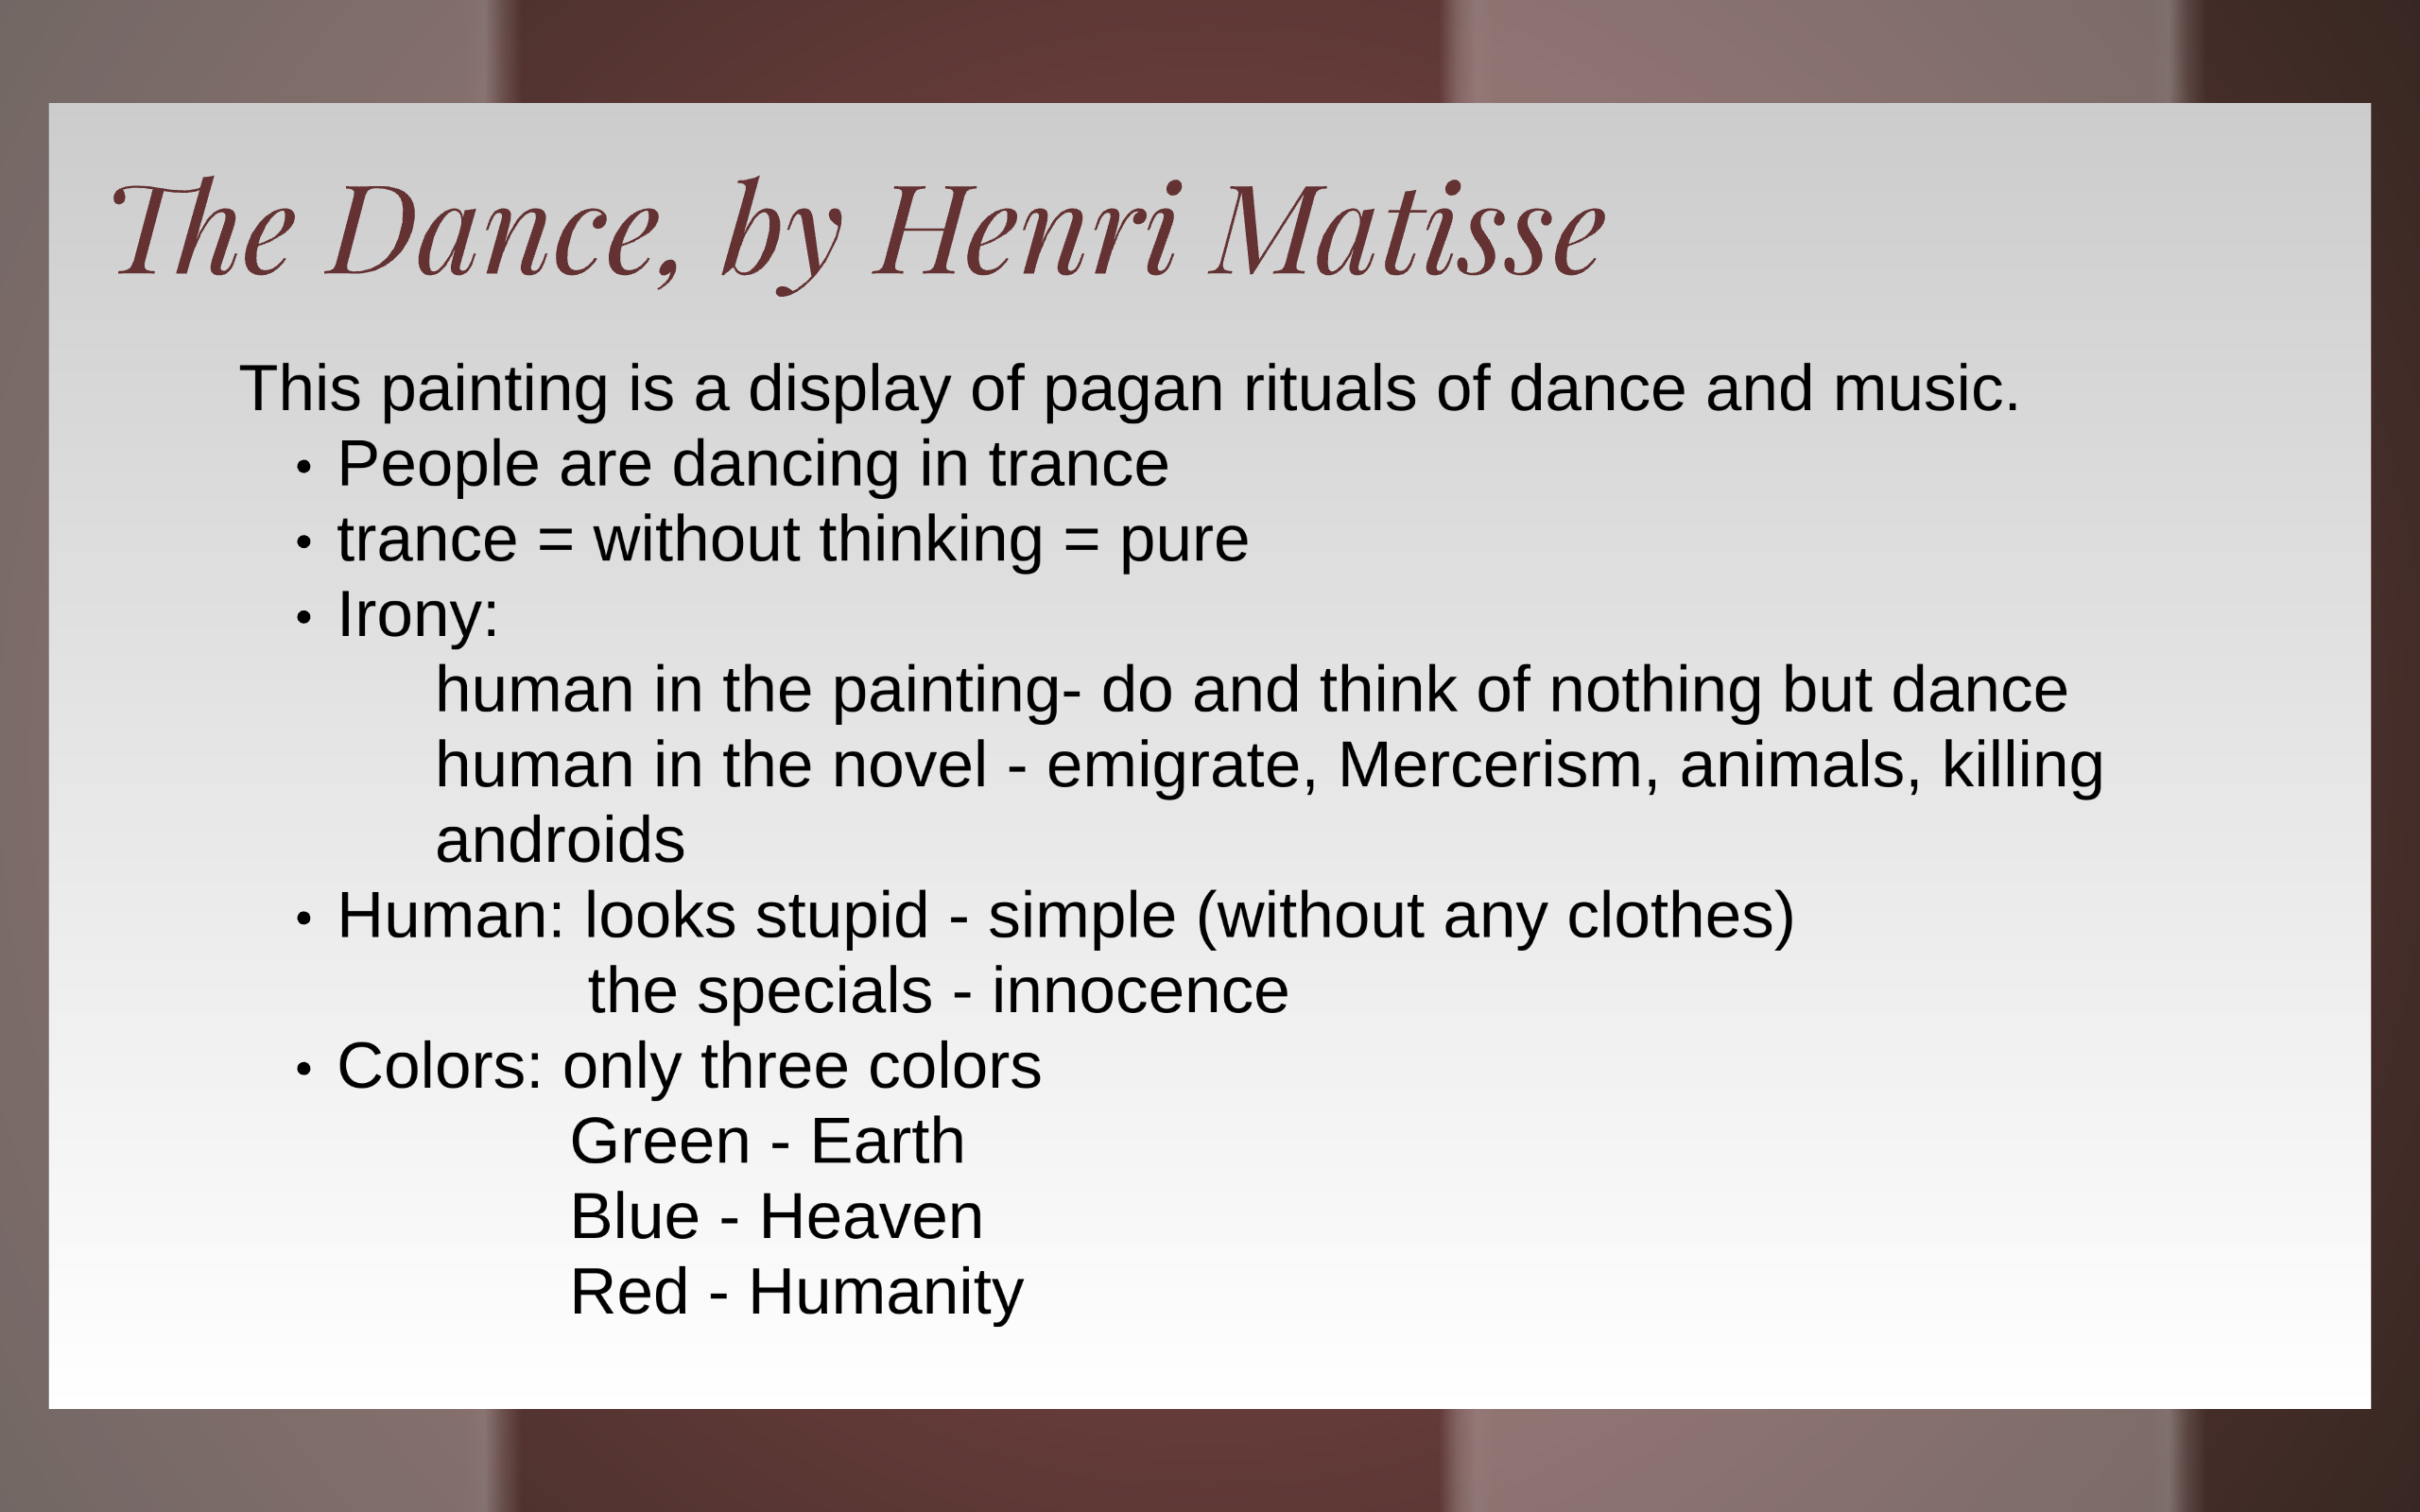 The Dance, by Henri Matisse
This painting is a display of pagan rituals of dance and music.
• People are dancing in trance
• trance = without thinking = pure
• Irony:
human in the painting- do and think of nothing but dance
human in the novel - emigrate, Mercerism, animals, killing
androids
• Human: looks stupid - simple (without any clothes)
the specials - innocence
• Colors: only three colors
Green - Earth
Blue - Heaven
Red - Humanity